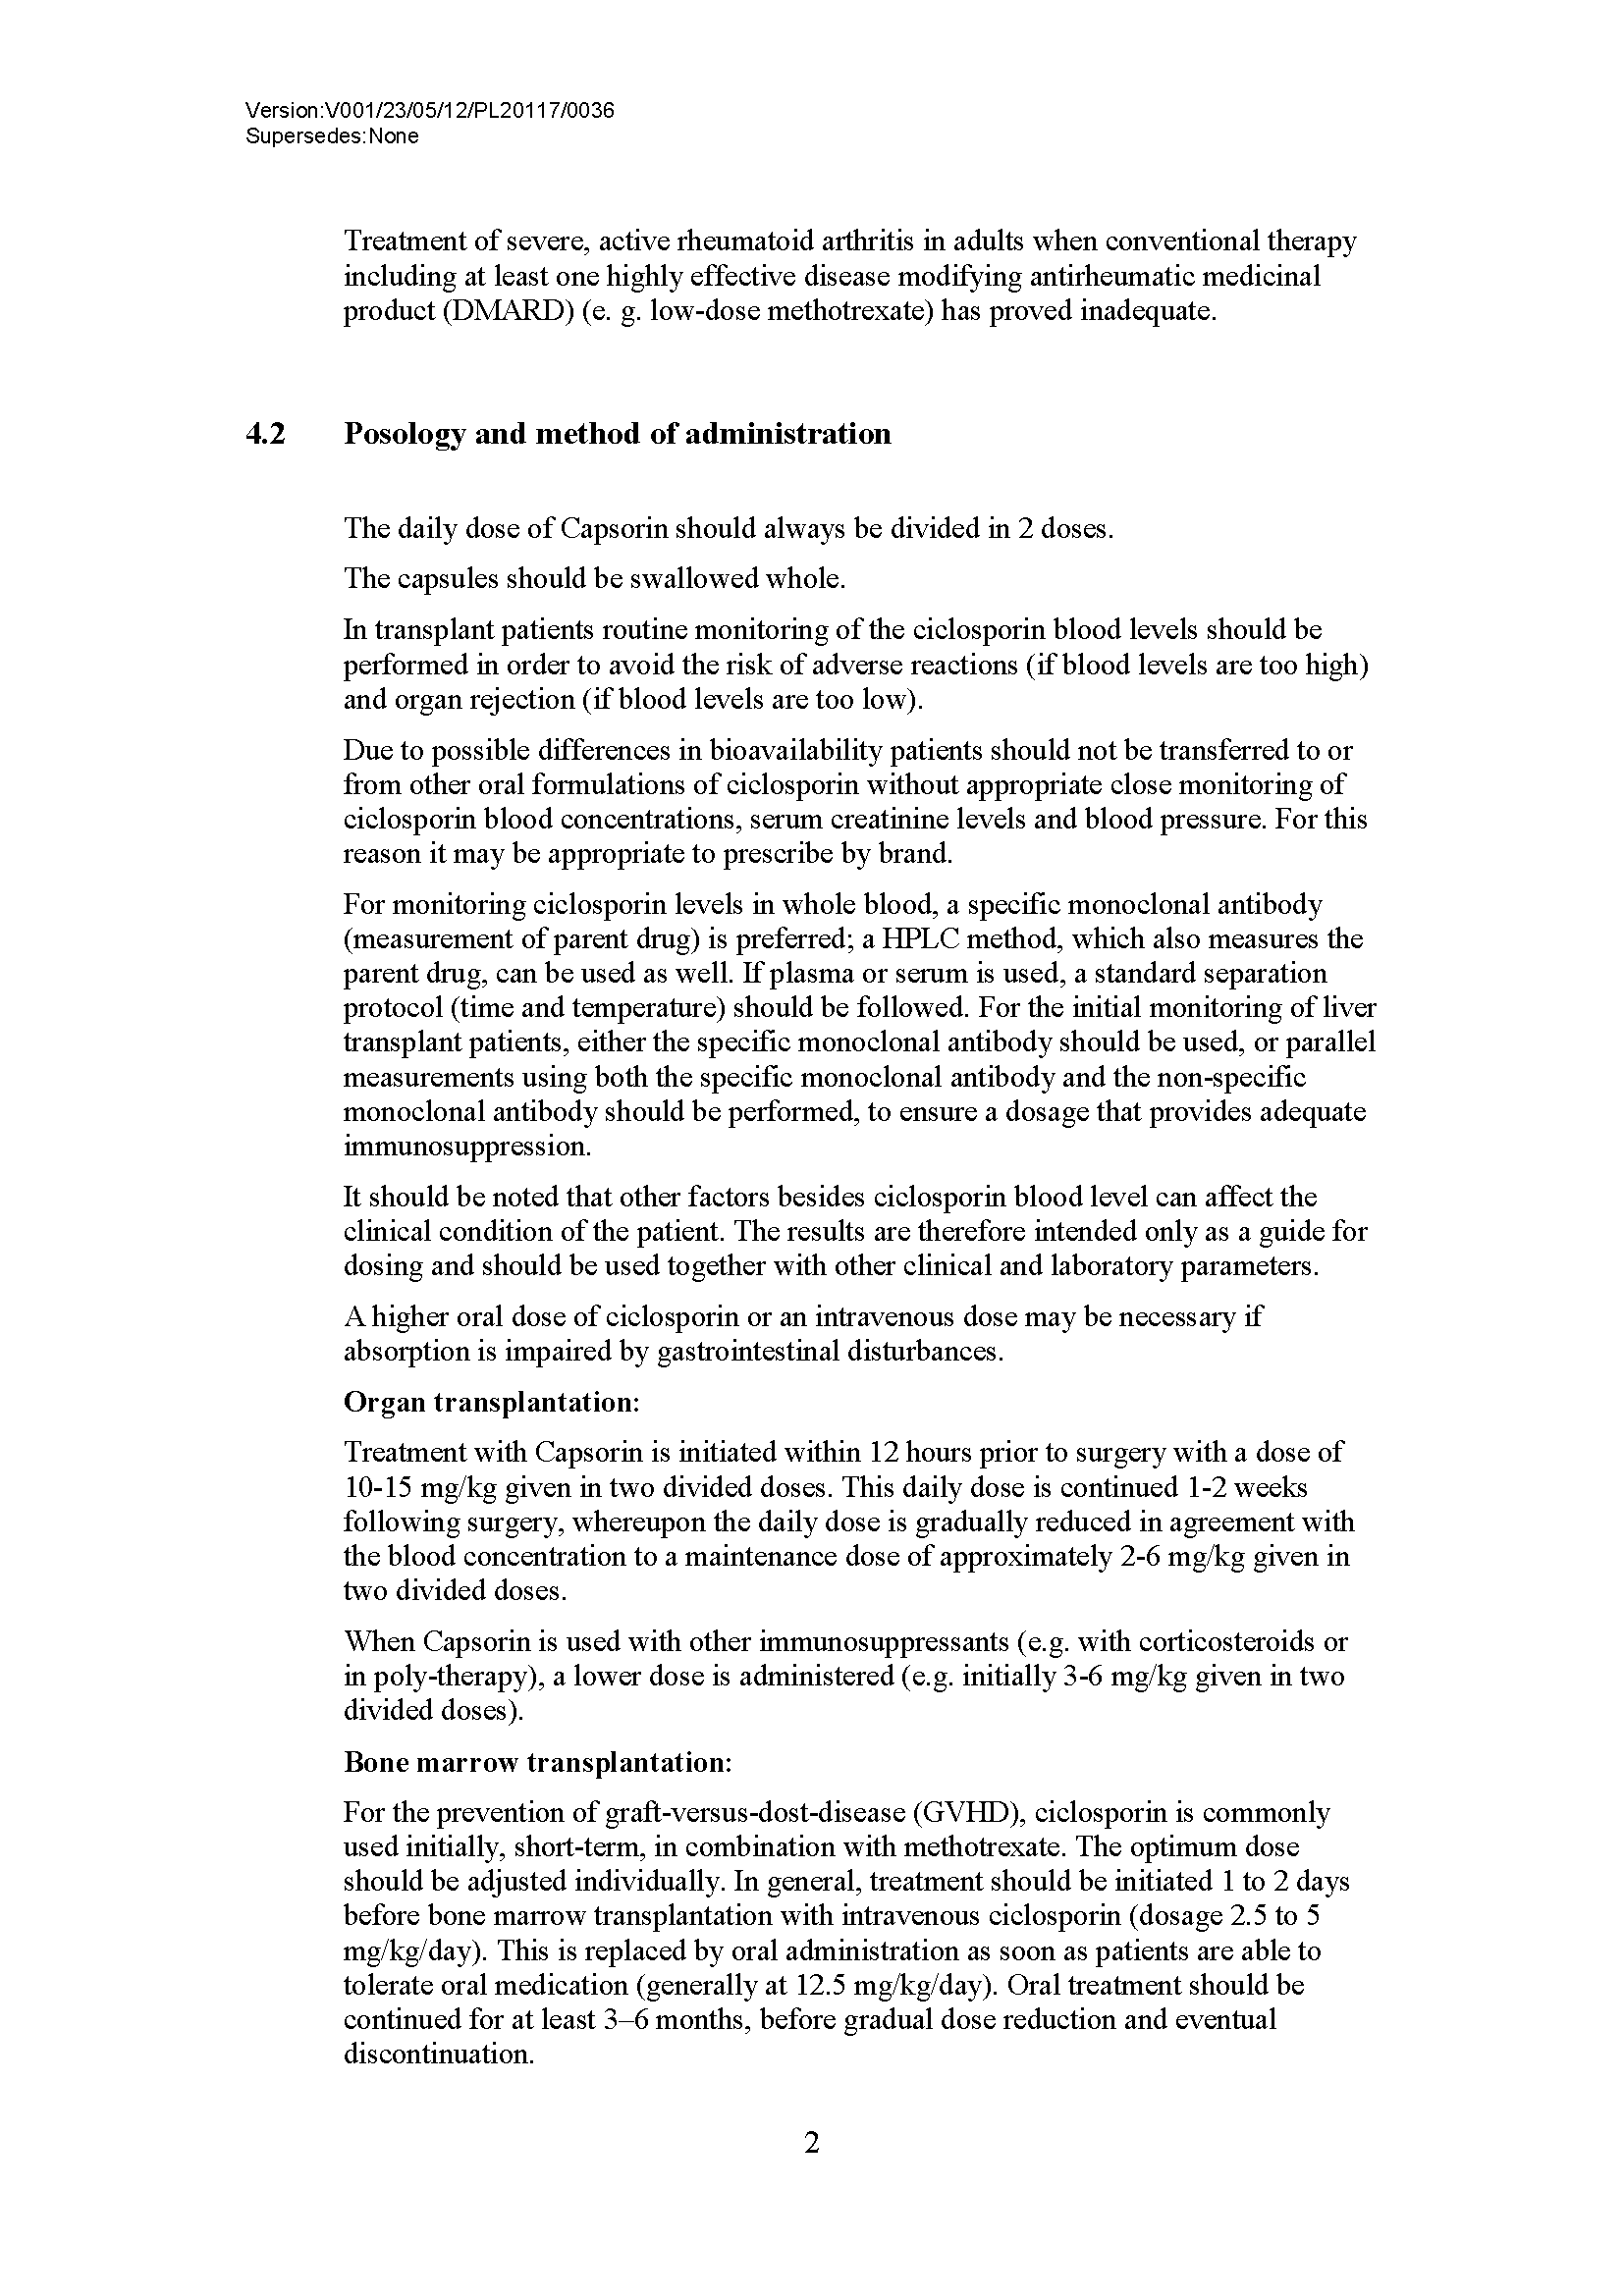 Version:V001/23/05/12/PL20117/0036
Supersedes:None
Treatment of severe, active rheumatoid arthritis in adults when conventional therapy
including at least one highly effective disease modifying antirheumatic medicinal
product (DMARD) (e. g. low-dose methotrexate) has proved inadequate.
4.2 Posology and method of administration
The daily dose of Capsorin should always be divided in 2 doses.
The capsules should be swallowed whole.
In transplant patients routine monitoring of the ciclosporin blood levels should be
performed in order to avoid the risk of adverse reactions (if blood levels are too high)
and organ rejection (if blood levels are too low).
Due to possible differences in bioavailability patients should not be transferred to or
from other oral formulations of ciclosporin without appropriate close monitoring of
ciclosporin blood concentrations, serum creatinine levels and blood pressure. For this
reason it may be appropriate to prescribe by brand.
For monitoring ciclosporin levels in whole blood, a specific monoclonal antibody
(measurement of parent drug) is preferred; a HPLC method, which also measures the
parent drug, can be used as well. If plasma or serum is used, a standard separation
protocol (time and temperature) should be followed. For the initial monitoring of liver
transplant patients, either the specific monoclonal antibody should be used, or parallel
measurements using both the specific monoclonal antibody and the non-specific
monoclonal antibody should be performed, to ensure a dosage that provides adequate
immunosuppression.
It should be noted that other factors besides ciclosporin blood level can affect the
clinical condition of the patient. The results are therefore intended only as a guide for
dosing and should be used together with other clinical and laboratory parameters.
A higher oral dose of ciclosporin or an intravenous dose may be necessary if
absorption is impaired by gastrointestinal disturbances.
Organ transplantation:
Treatment with Capsorin is initiated within 12 hours prior to surgery with a dose of
10-15 mg/kg given in two divided doses. This daily dose is continued 1-2 weeks
following surgery, whereupon the daily dose is gradually reduced in agreement with
the blood concentration to a maintenance dose of approximately 2-6 mg/kg given in
two divided doses.
When Capsorin is used with other immunosuppressants (e.g. with corticosteroids or
in poly-therapy), a lower dose is administered (e.g. initially 3-6 mg/kg given in two
divided doses).
Bone marrow transplantation:
For the prevention of graft-versus-dost-disease (GVHD), ciclosporin is commonly
used initially, short-term, in combination with methotrexate. The optimum dose
should be adjusted individually. In general, treatment should be initiated 1 to 2 days
before bone marrow transplantation with intravenous ciclosporin (dosage 2.5 to 5
mg/kg/day). This is replaced by oral administration as soon as patients are able to
tolerate oral medication (generally at 12.5 mg/kg/day). Oral treatment should be
continued for at least 3–6 months, before gradual dose reduction and eventual
discontinuation.
2